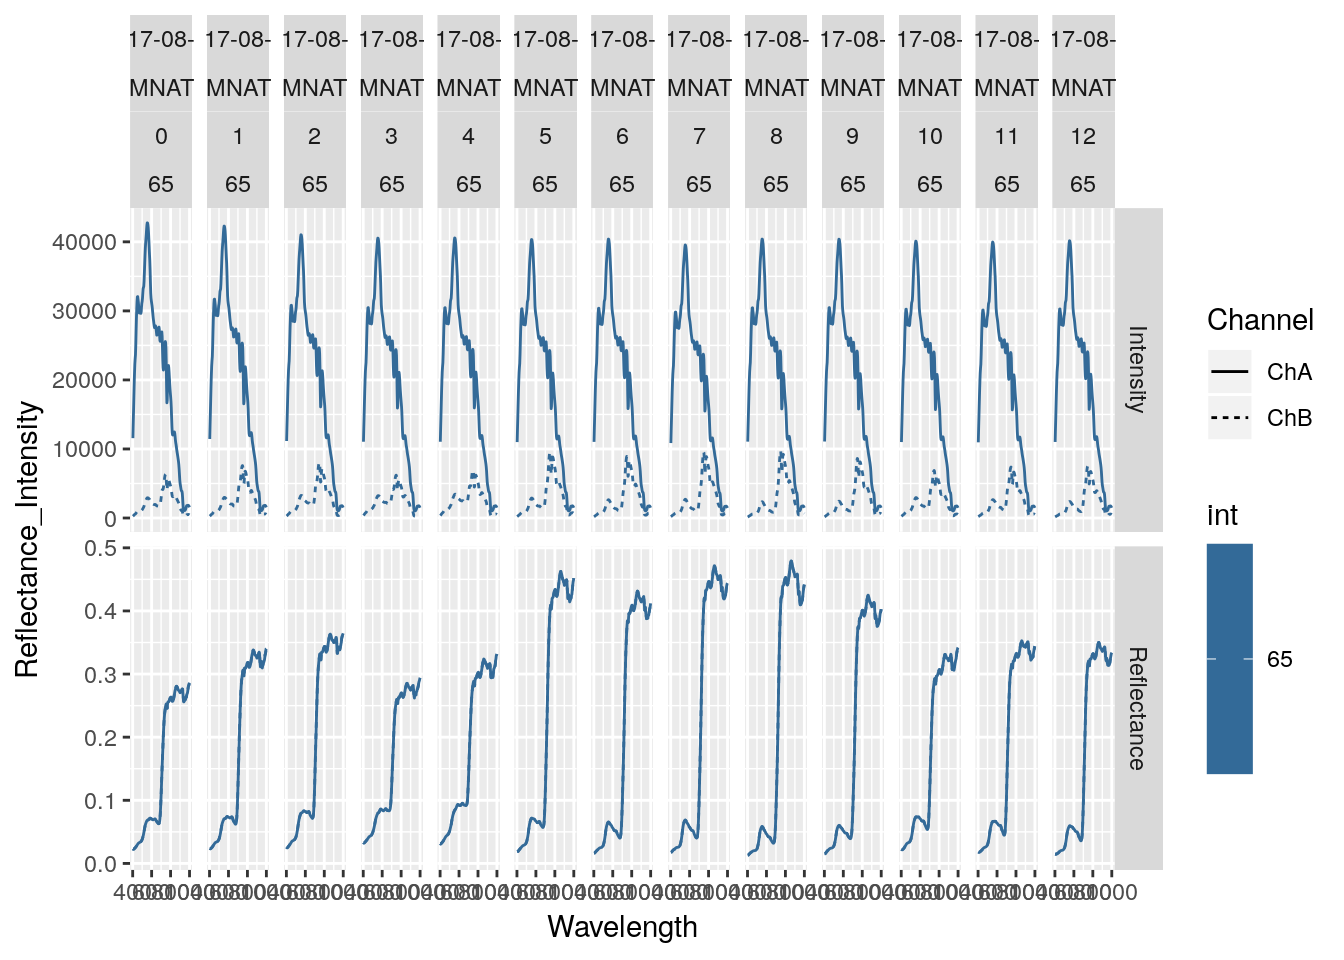 17-08- 17-08- 17-08- 17-08- 17-08- 17-08- 17-08- 17-08- 17-08- 17-08- 17-08- 17-08- 17-08-
MNAT MNAT MNAT MNAT MNAT MNAT MNAT MNAT MNAT MNAT MNAT MNAT MNAT
0 1 2 3 4 5 6 7 8 9 10 11 12
65 65 65 65 65 65 65 65 65 65 65 65 65
40000
30000
20000
10000
0
Intensity
0.5
0.4
0.3
0.2
0.1
0.0
Reflectance
Reflectance_Intensity
Wavelength
Channel
ChA
ChB
int
65